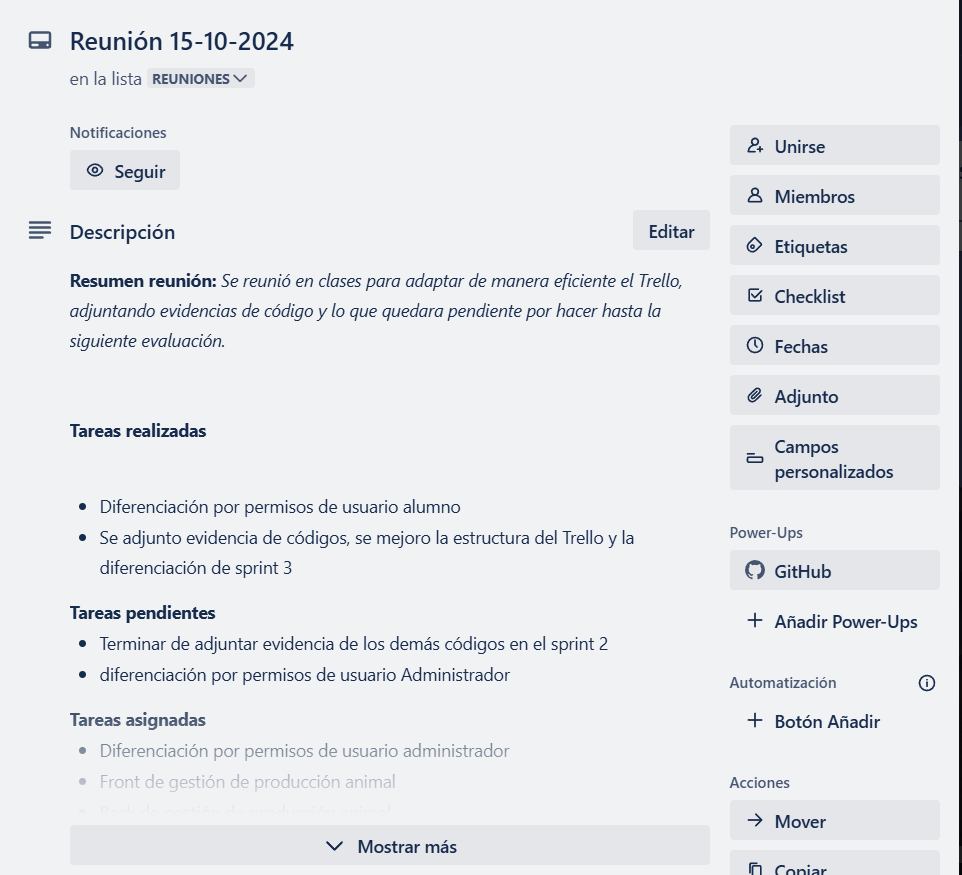 Reunión 15-10-2024
en la lista REUNIONES
Notificaciones
Seguir
Descripción
Editar
Resumen reunión: Se reunió en clases para adaptar de manera eficiente el Trello,
adjuntando evidencias de código y lo que quedara pendiente por hacer hasta la
siguiente evaluación.
Tareas realizadas
Diferenciación por permisos de usuario alumno
Se adjunto evidencia de códigos, se mejoro la estructura del Trello y la
diferenciación de sprint 3
Tareas pendientes
Terminar de adjuntar evidencia de los demás códigos en el sprint 2
diferenciación por permisos de usuario Administrador
Tareas asignadas
Diferenciación por permisos de usuario administrador
Front de gestión de producción animal
Back de gestión de producción animal
Mostrar más
Unirse
Miembros
Etiquetas
Checklist
Fechas
Adjunto
Campos
personalizados
Power-Ups
GitHub
Añadir Power-Ups
Automatización
Botón Añadir
Acciones
Mover
Copiar